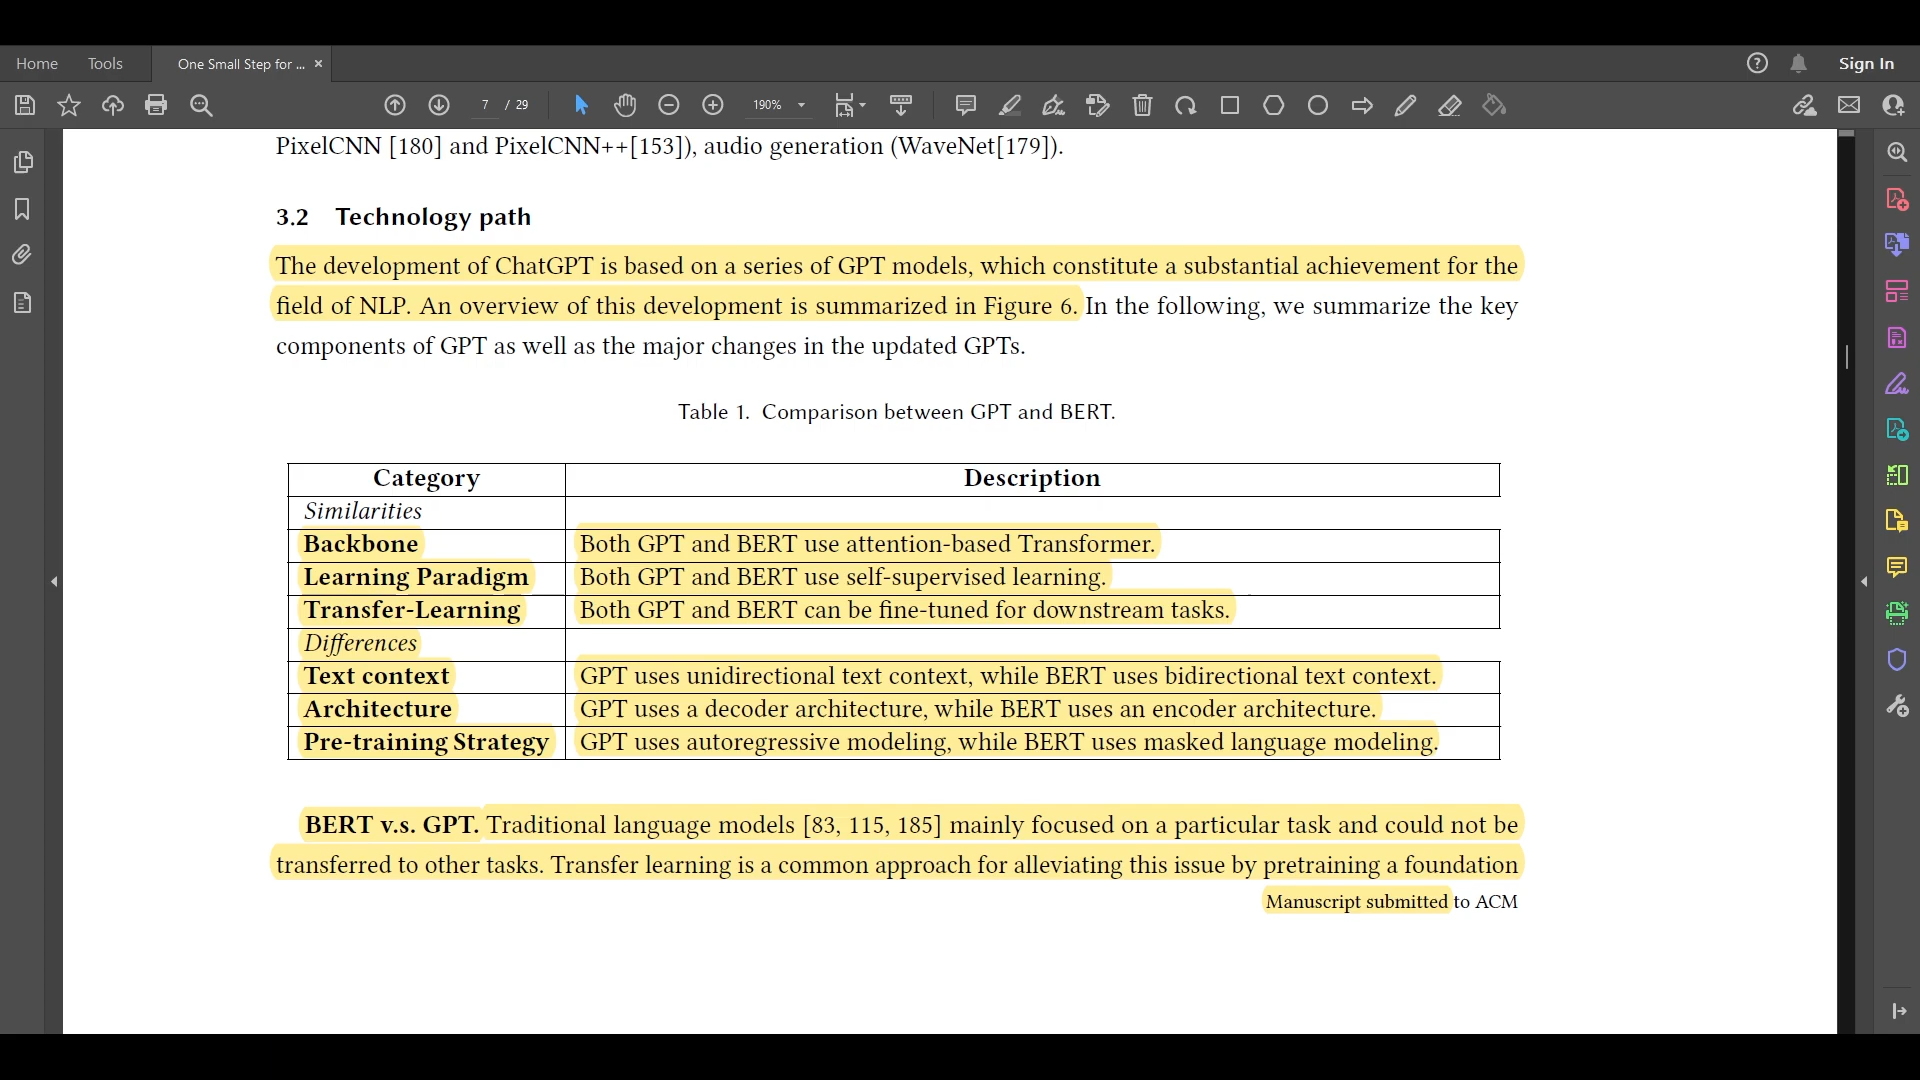 Home Tools One Small Step for ... × Sign In
7 / 29 190%
PixelCNN [180] and PixelCNN++[153]), audio generation (WaveNet[179]).
3.2 Technology path
The development of ChatGPT is based on a series of GPT models, which constitute a substantial achievement for the
field of NLP. An overview of this development is summarized in Figure 6. In the following, we summarize the key
components of GPT as well as the major changes in the updated GPTs.
Table 1. Comparison between GPT and BERT.
Category Description
Similarities
Backbone Both GPT and BERT use attention-based Transformer.
Learning Paradigm Both GPT and BERT use self-supervised learning.
Transfer-Learning Both GPT and BERT can be fine-tuned for downstream tasks.
Differences
Text context GPT uses unidirectional text context, while BERT uses bidirectional text context.
Architecture GPT uses a decoder architecture, while BERT uses an encoder architecture.
Pre-training Strategy GPT uses autoregressive modeling, while BERT uses masked language modeling.
BERT v.s. GPT. Traditional language models [83, 115, 185] mainly focused on a particular task and could not be
transferred to other tasks. Transfer learning is a common approach for alleviating this issue by pretraining a foundation
Manuscript submitted to ACM